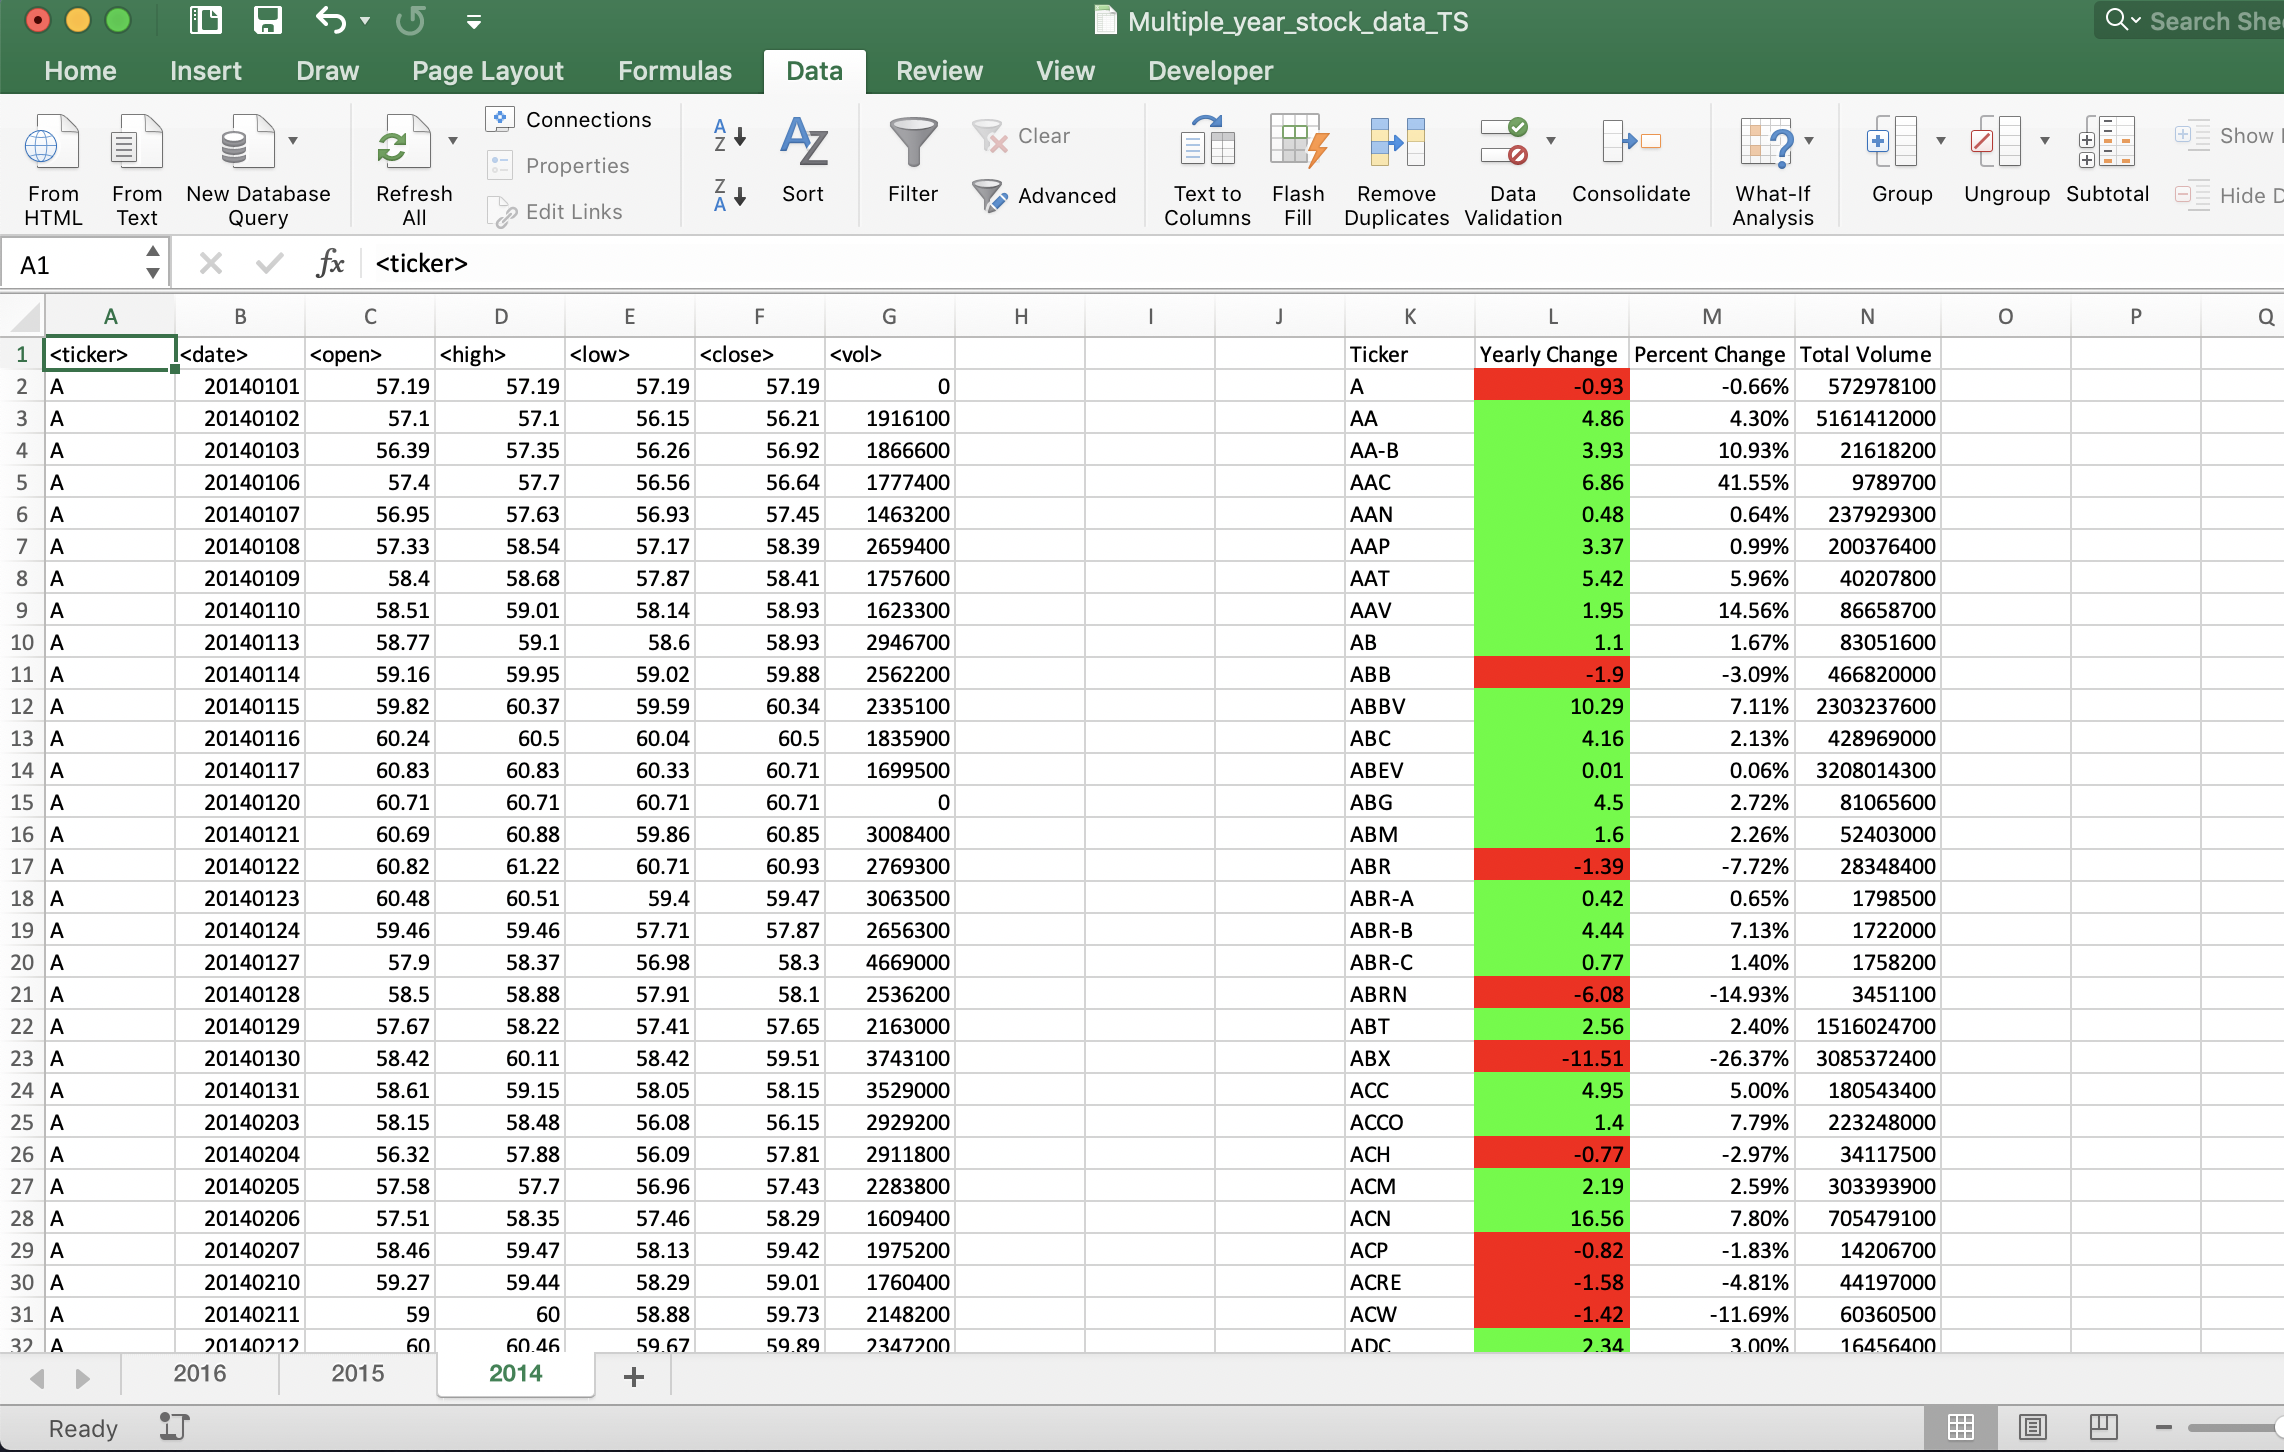 Multiple_year_stock_data_TS
Search She
Home Insert Draw Page Layout Formulas Data Review View Developer
From HTML
From Text
New Database Query
Refresh All
Connections
Properties
Edit Links
A Z
Z A
Sort
Filter
Clear
Advanced
Text to Columns
Flash Fill
Remove Duplicates
Data Validation
Consolidate
What-If Analysis
Group
Ungroup
Subtotal
Show
Hide D
A1 fx <ticker>
A B C D E F G H I J K L M N O P Q
1 <ticker> <date> <open> <high> <low> <close> <vol> Ticker Yearly Change Percent Change Total Volume
2 A 20140101 57.19 57.19 57.19 57.19 0 A -0.93 -0.66% 572978100
3 A 20140102 57.1 57.1 56.15 56.21 1916100 AA 4.86 4.30% 5161412000
4 A 20140103 56.39 57.35 56.26 56.92 1866600 AA-B 3.93 10.93% 21618200
5 A 20140106 57.4 57.7 56.56 56.64 1777400 AAC 6.86 41.55% 9789700
6 A 20140107 56.95 57.63 56.93 57.45 1463200 AAN 0.48 0.64% 237929300
7 A 20140108 57.33 58.54 57.17 58.39 2659400 AAP 3.37 0.99% 200376400
8 A 20140109 58.4 58.68 57.87 58.41 1757600 AAT 5.42 5.96% 40207800
9 A 20140110 58.51 59.01 58.14 58.93 1623300 AAV 1.95 14.56% 86658700
10 A 20140113 58.77 59.1 58.6 58.93 2946700 AB 1.1 1.67% 83051600
11 A 20140114 59.16 59.95 59.02 59.88 2562200 ABB -1.9 -3.09% 466820000
12 A 20140115 59.82 60.37 59.59 60.34 2335100 ABBV 10.29 7.11% 2303237600
13 A 20140116 60.24 60.5 60.04 60.5 1835900 ABC 4.16 2.13% 428969000
14 A 20140117 60.83 60.83 60.33 60.71 1699500 ABEV 0.01 0.06% 3208014300
15 A 20140120 60.71 60.71 60.71 60.71 0 ABG 4.5 2.72% 81065600
16 A 20140121 60.69 60.88 59.86 60.85 3008400 ABM 1.6 2.26% 52403000
17 A 20140122 60.82 61.22 60.71 60.93 2769300 ABR -1.39 -7.72% 28348400
18 A 20140123 60.48 60.51 59.4 59.47 3063500 ABR-A 0.42 0.65% 1798500
19 A 20140124 59.46 59.46 57.71 57.87 2656300 ABR-B 4.44 7.13% 1722000
20 A 20140127 57.9 58.37 56.98 58.3 4669000 ABR-C 0.77 1.40% 1758200
21 A 20140128 58.5 58.88 57.91 58.1 2536200 ABRN -6.08 -14.93% 3451100
22 A 20140129 57.67 58.22 57.41 57.65 2163000 ABT 2.56 2.40% 1516024700
23 A 20140130 58.42 60.11 58.42 59.51 3743100 ABX -11.51 -26.37% 3085372400
24 A 20140131 58.61 59.15 58.05 58.15 3529000 ACC 4.95 5.00% 180543400
25 A 20140203 58.15 58.48 56.08 56.15 2929200 ACCO 1.4 7.79% 223248000
26 A 20140204 56.32 57.88 56.09 57.81 2911800 ACH -0.77 -2.97% 34117500
27 A 20140205 57.58 57.7 56.96 57.43 2283800 ACM 2.19 2.59% 303393900
28 A 20140206 57.51 58.35 57.46 58.29 1609400 ACN 16.56 7.80% 705479100
29 A 20140207 58.46 59.47 58.13 59.42 1975200 ACP -0.82 -1.83% 14206700
30 A 20140210 59.27 59.44 58.29 59.01 1760400 ACRE -1.58 -4.81% 44197000
31 A 20140211 59 60 58.88 59.73 2148200 ACW -1.42 -11.69% 60360500
32 A 20140212 60 60.46 59.67 59.89 2347200 ADC 2.34 3.00% 16456400
2016 2015 2014 +
Ready